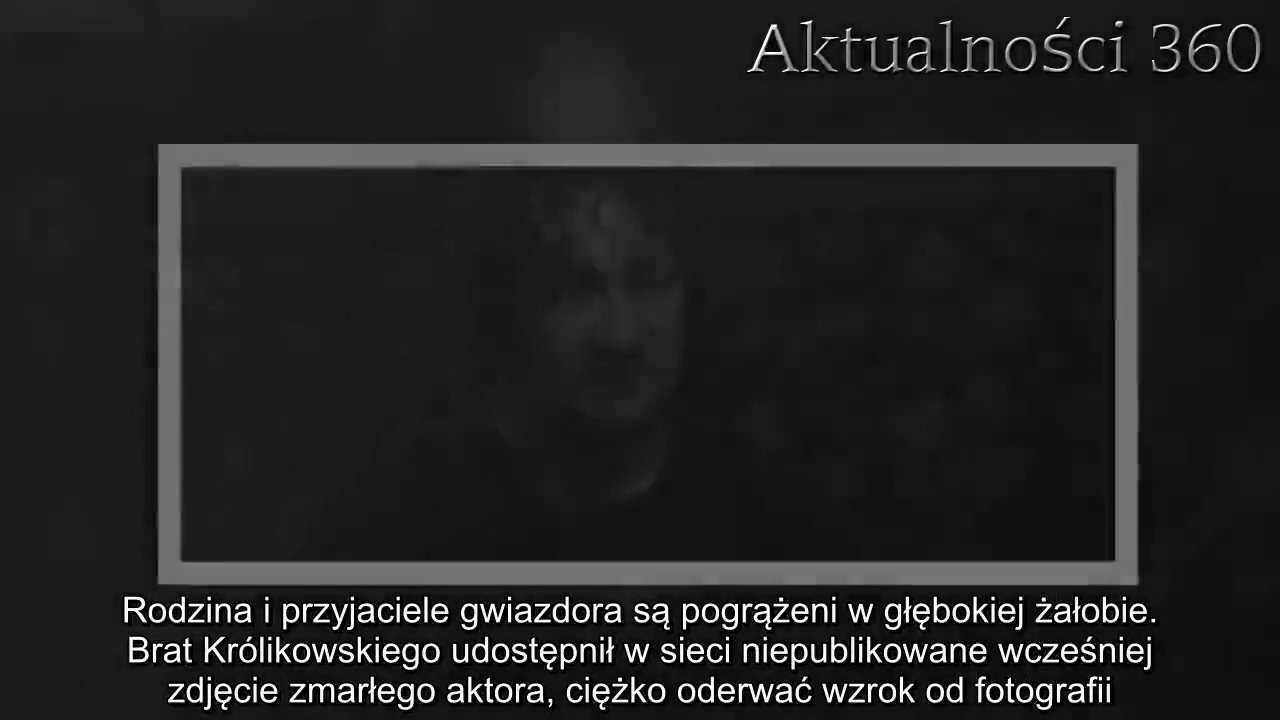 Aktualności 360
Rodzina i przyjaciele gwiazdora są pogrążeni w głębokiej żałobie.
Brat Królikowskiego udostępnił w sieci niepublikowane wcześniej
zdjęcie zmarłego aktora, ciężko oderwać wzrok od fotografii